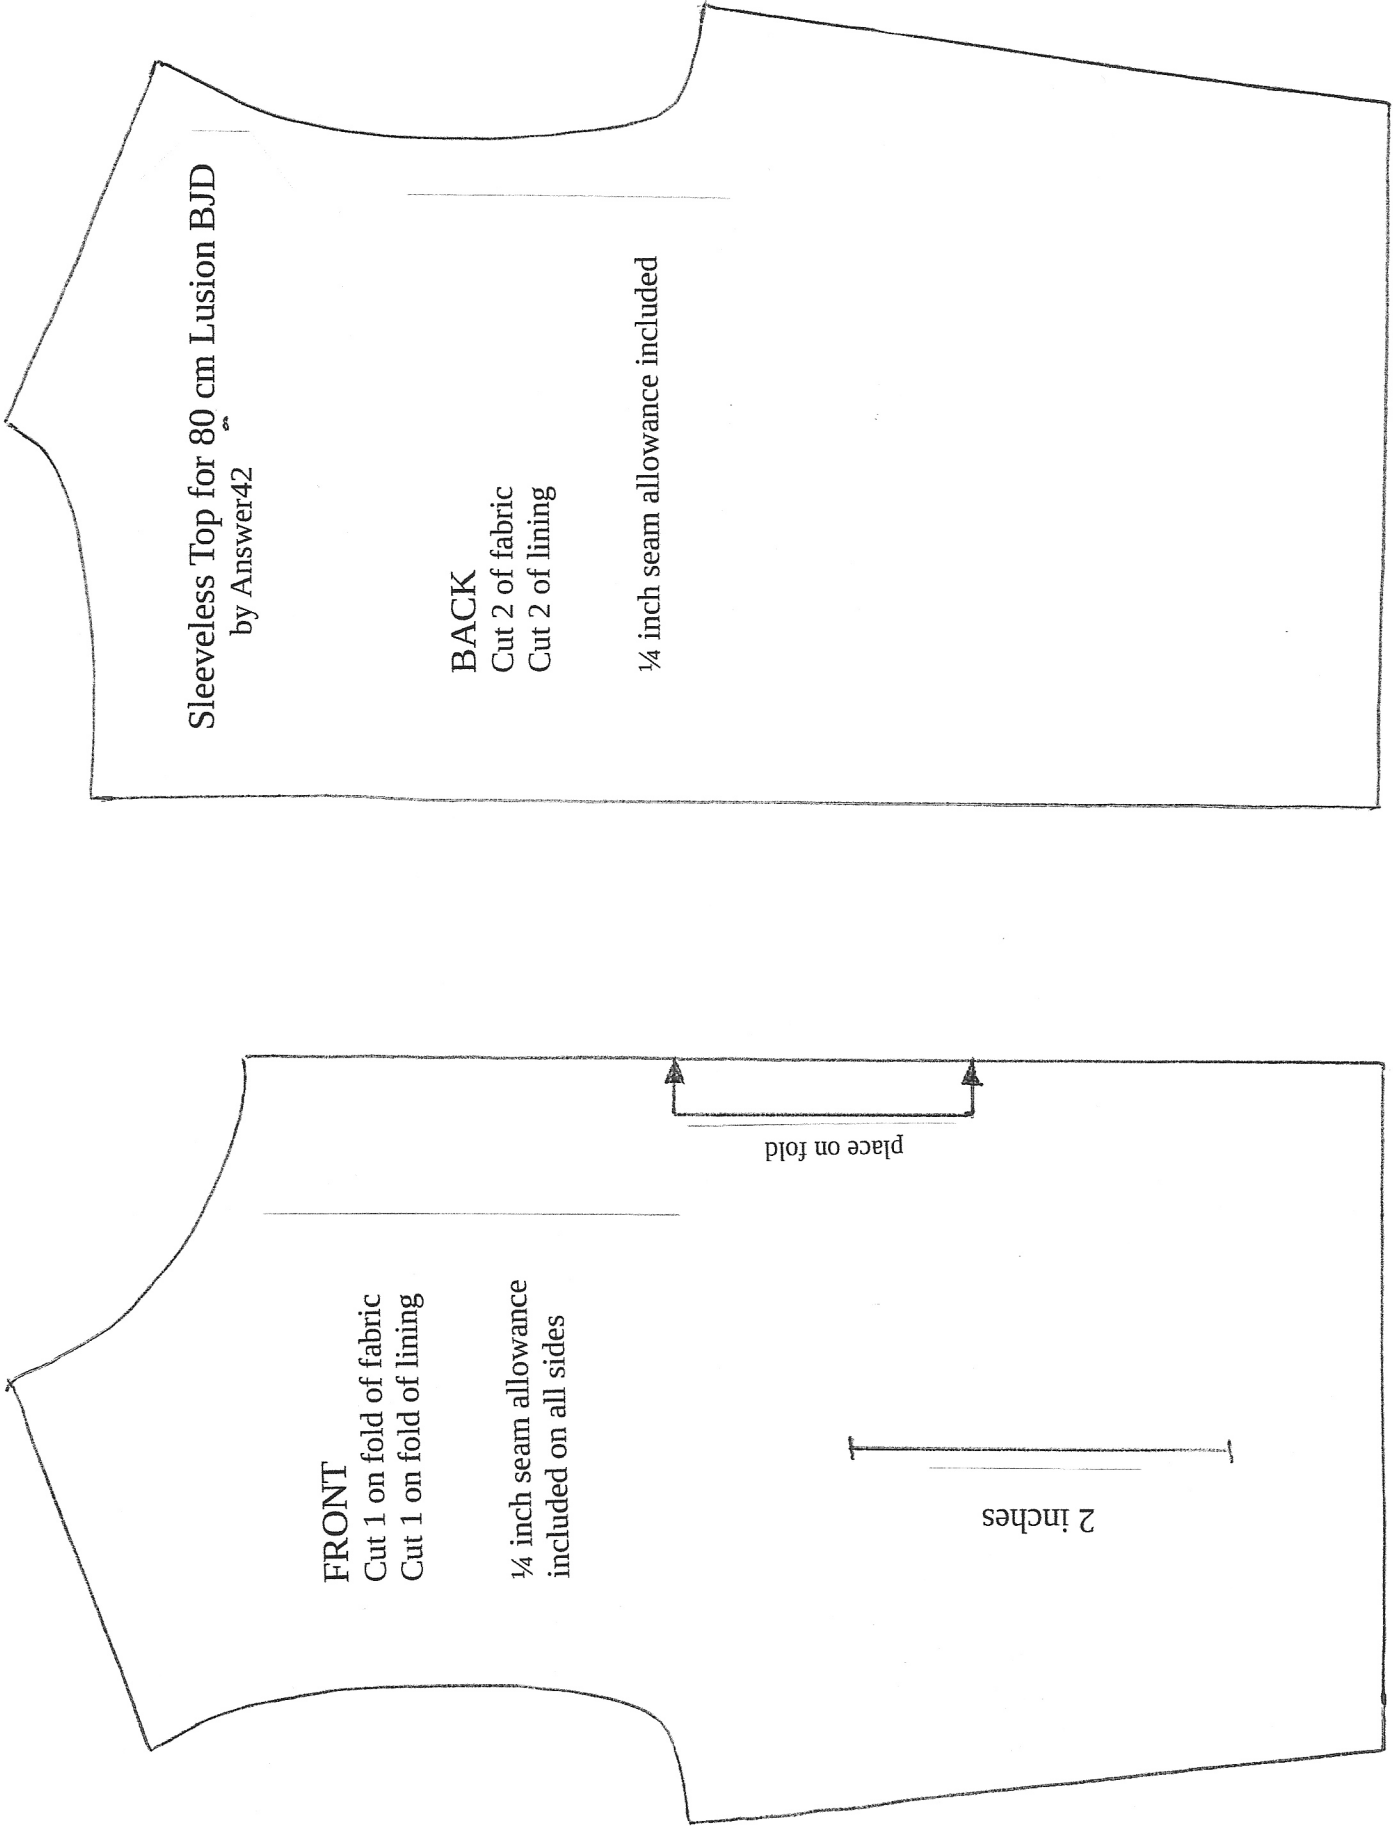 Sleeveless Top for 80 cm Lusion BJD
by Answer42
BACK
Cut 2 of fabric
Cut 2 of lining
¼ inch seam allowance included
FRONT
Cut 1 on fold of fabric
Cut 1 on fold of lining
¼ inch seam allowance
included on all sides
place on fold
2 inches